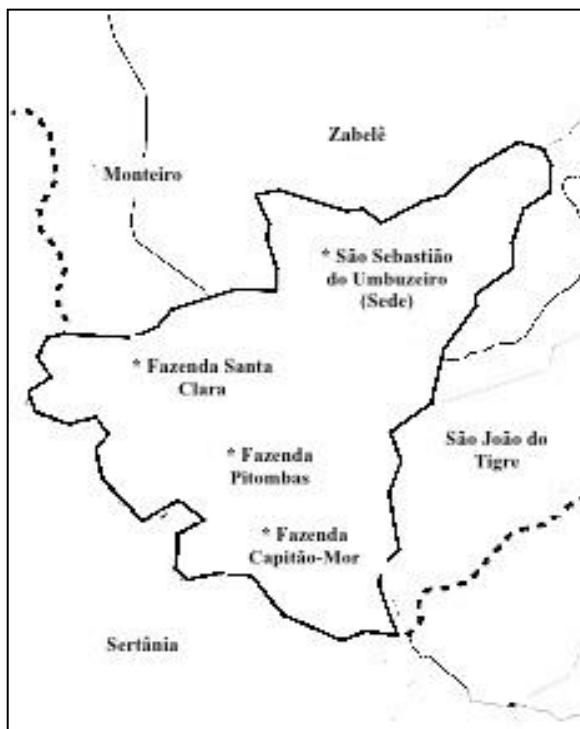 Zabelê
Monteiro
* São Sebastião
do Umbuzeiro
(Sede)
* Fazenda Santa
Clara
São João do
Tigre
* Fazenda
Pitombas
* Fazenda
Capitão-Mor
Sertânia